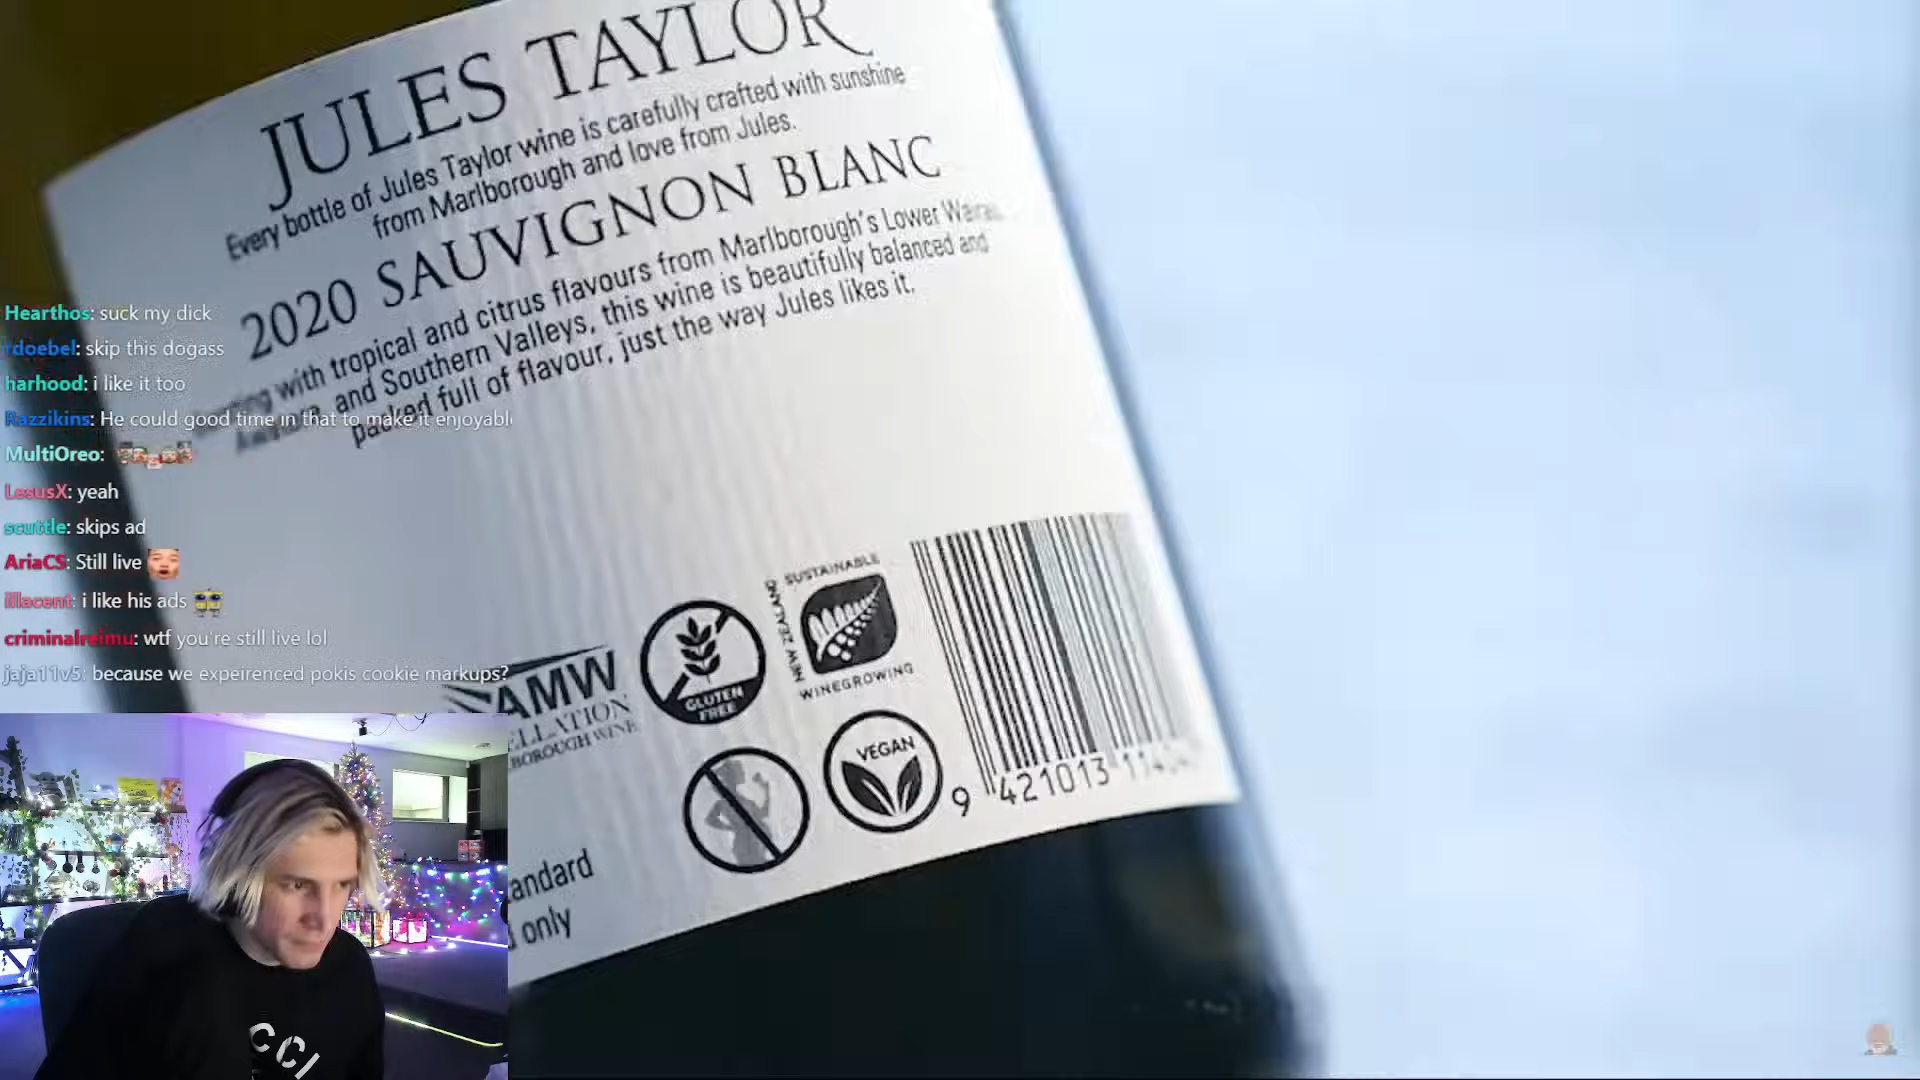 JULES TAYLOR
Every bottle of Jules Taylor wine is carefully crafted with sunshine
from Marlborough and love from Jules.
2020 SAUVIGNON BLANC
with tropical and citrus flavours from Marlborough's Lower
and Southern Valleys, this wine is beautifully balanced and
packed full of flavour, just the way Jules likes it.
Hearthos: suck my dick
rdoebel: skip this dogass
harhood: i like it too
Razzikins: He could good time in that to make it enjoyabl
MultiOreo:
LesusX: yeah
scuttle: skips ad
AriaCS: Still live
illacent: i like his ads
criminalreimu: wtf you're still live lol
jaja11v5: because we expeirenced pokis cookie markups?
AMW
ELLATION
BOROUGH WINE
GLUTEN
FREE
SUSTAINABLE
NEW ZEALAND
WINEGROWING
VEGAN
9 421013
andard
only
CCI